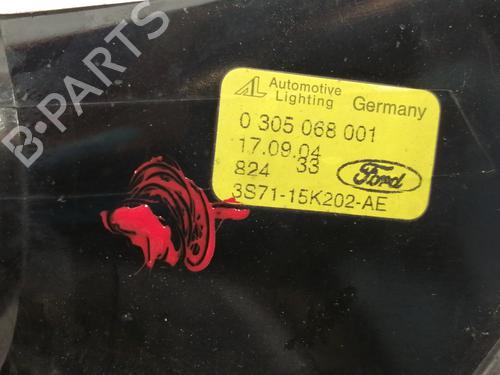 B-PARTS
AL Automotive Lighting Germany
0 305 068 001
17.09.04
824 33 Ford
3S71-15K202-AE